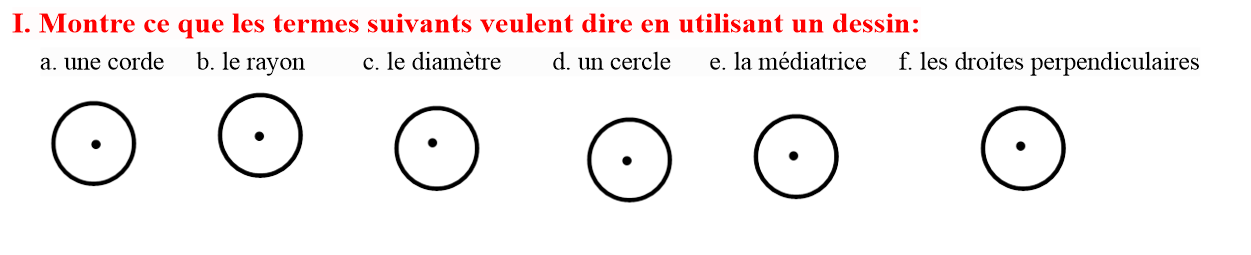 I. Montre ce que les termes suivants veulent dire en utilisant un dessin:
a. une corde b. le rayon c. le diamètre d. un cercle e. la médiatrice f. les droites perpendiculaires